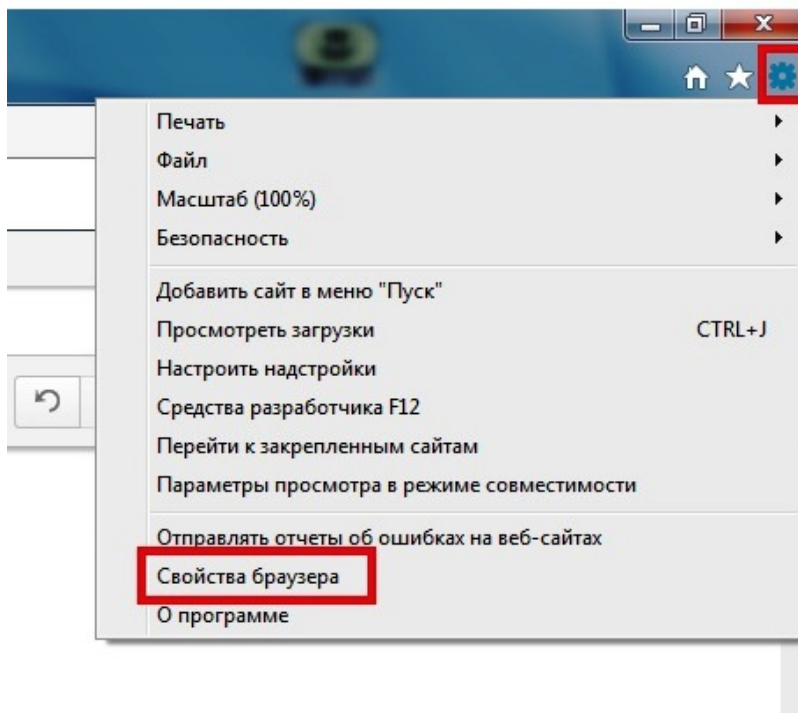 Печать
Файл
Масштаб (100%)
Безопасность
Добавить сайт в меню "Пуск"
Просмотреть загрузки CTRL+J
Настроить надстройки
Средства разработчика F12
Перейти к закрепленным сайтам
Параметры просмотра в режиме совместимости
Отправлять отчеты об ошибках на веб-сайтах
Свойства браузера
О программе